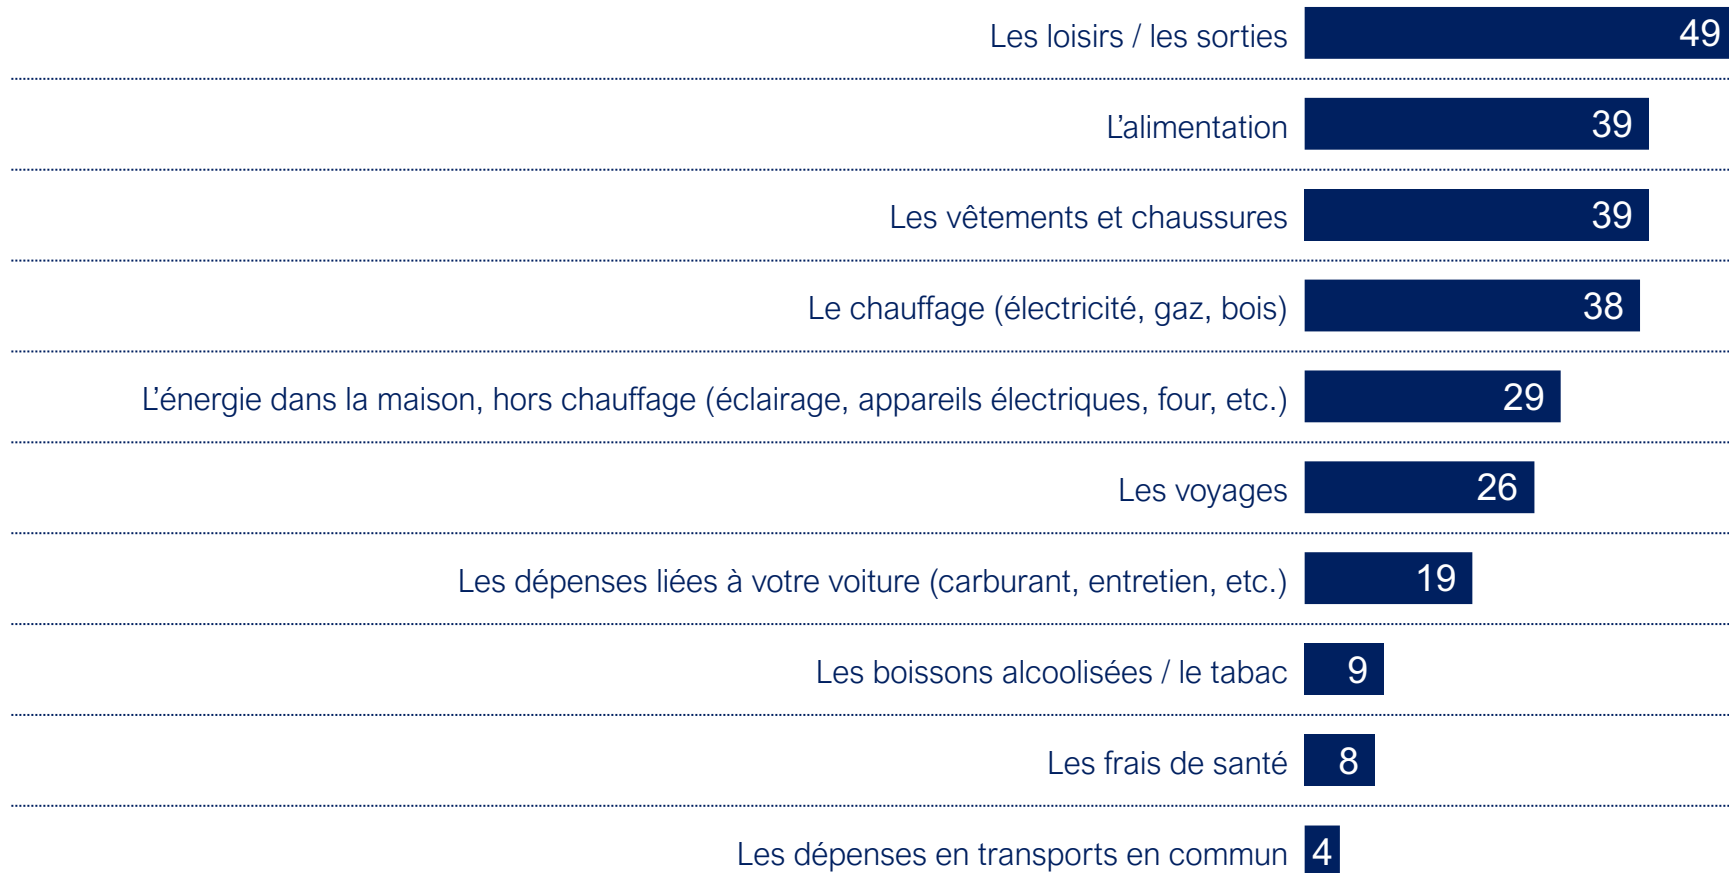 Les loisirs / les sorties 49
L'alimentation 39
Les vêtements et chaussures 39
Le chauffage (électricité, gaz, bois) 38
L'énergie dans la maison, hors chauffage (éclairage, appareils électriques, four, etc.) 29
Les voyages 26
Les dépenses liées à votre voiture (carburant, entretien, etc.) 19
Les boissons alcoolisées / le tabac 9
Les frais de santé 8
Les dépenses en transports en commun 4